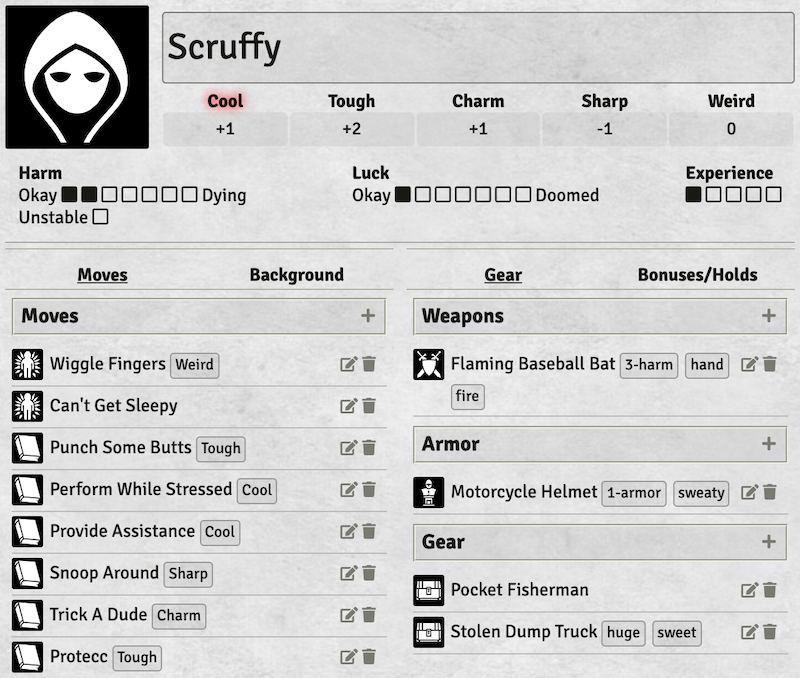 Scruffy
Cool Tough Charm Sharp Weird
+1 +2 +1 -1 0
Harm Luck Experience
Okay Dying Okay Doomed
Unstable
Moves Background
Moves +
Wiggle Fingers Weird
Can't Get Sleepy
Punch Some Butts Tough
Perform While Stressed Cool
Provide Assistance Cool
Snoop Around Sharp
Trick A Dude Charm
Protecc Tough
Gear Bonuses/Holds
Weapons +
Flaming Baseball Bat 3-harm hand
fire
Armor +
Motorcycle Helmet 1-armor sweaty
Gear +
Pocket Fisherman
Stolen Dump Truck huge sweet